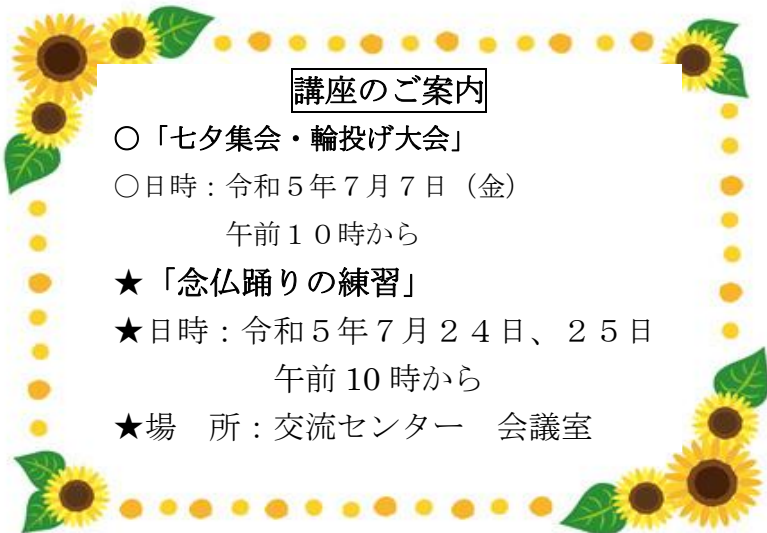 講座のご案内
〇「七夕集会・輪投げ大会」
○日時：令和５年７月７日（金）
午前１０時から
★「念仏踊りの練習」
★日時：令和５年７月２４日、２５日
午前 10 時から
★場　所：交流センター　会議室